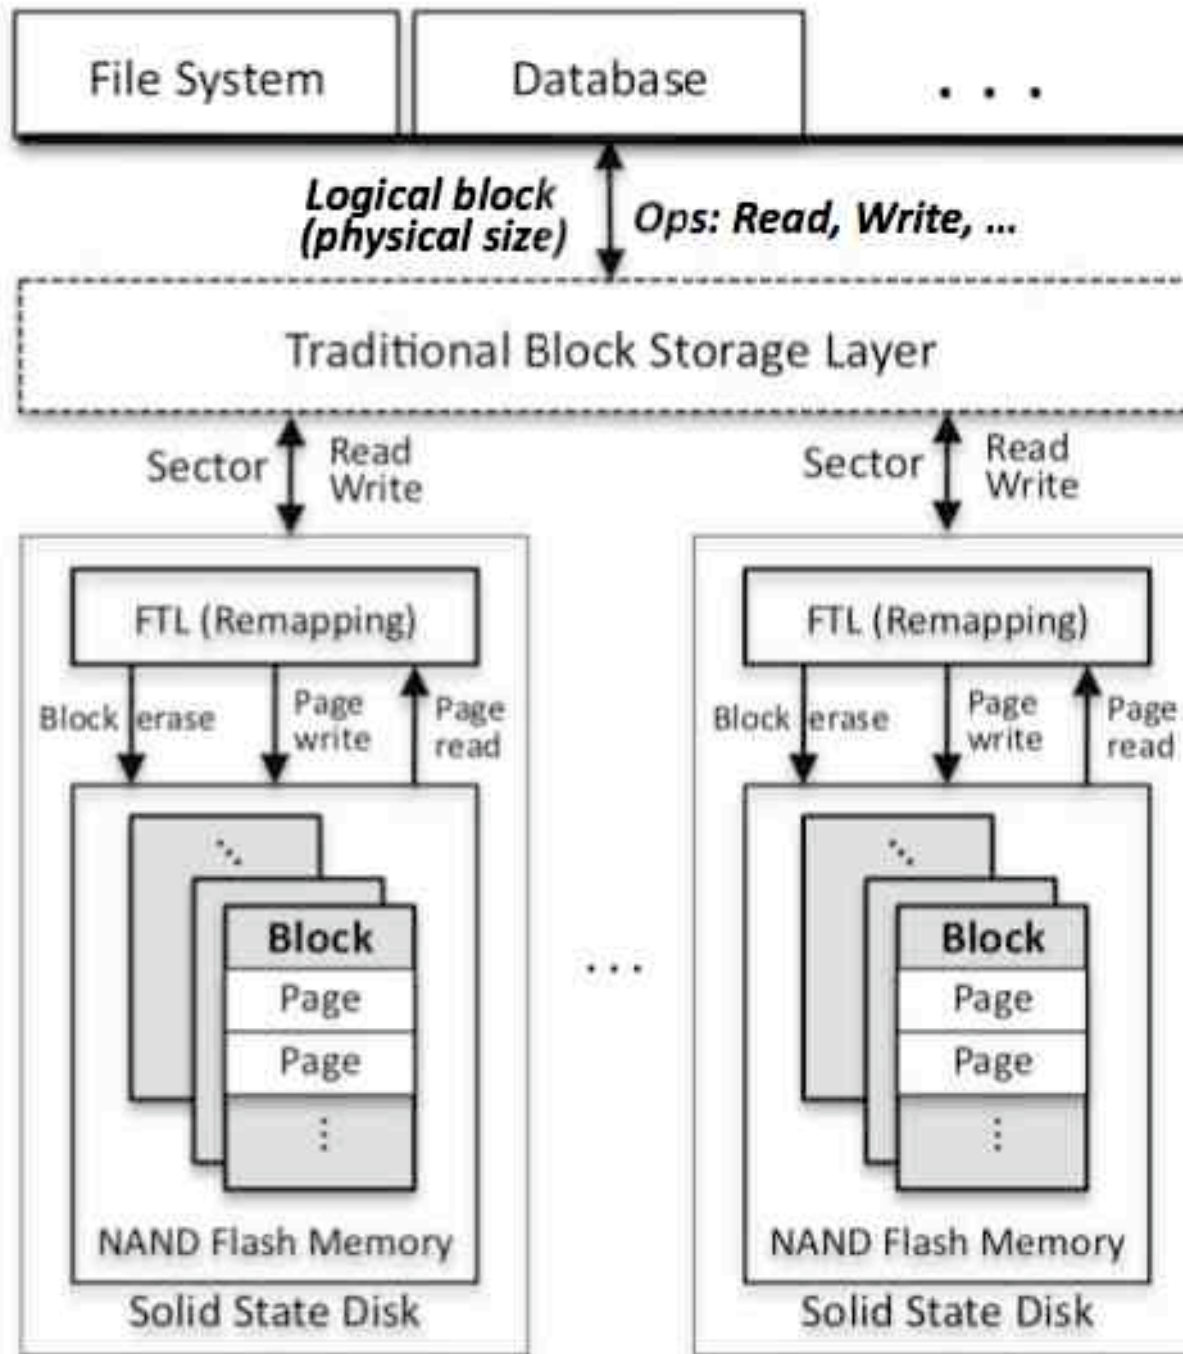 File System
Database
. . .
Logical block
(physical size)
Ops: Read, Write, ...
Traditional Block Storage Layer
Sector
Read
Write
Sector
Read
Write
FTL (Remapping)
Block erase
Page
write
Page
read
Block
Page
Page
NAND Flash Memory
Solid State Disk
. . .
FTL (Remapping)
Block erase
Page
write
Page
read
Block
Page
Page
NAND Flash Memory
Solid State Disk